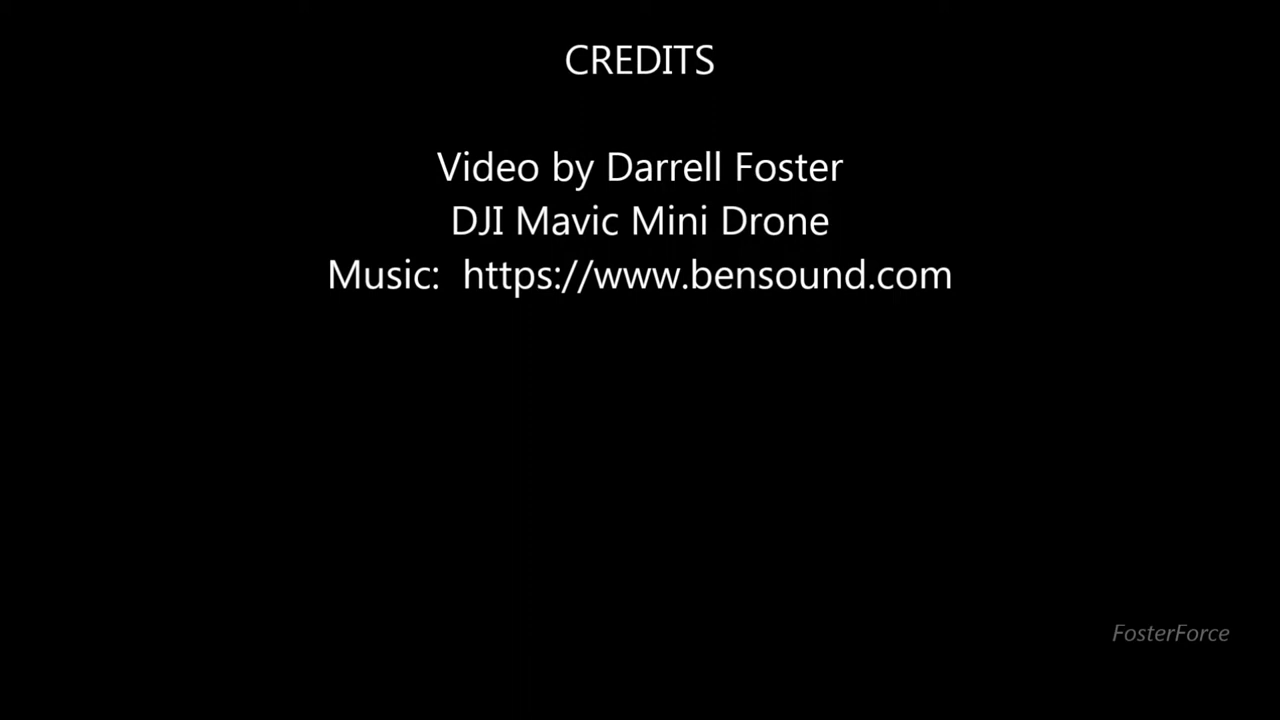 CREDITS
Video by Darrell Foster
DJI Mavic Mini Drone
Music:  https://www.bensound.com
FosterForce